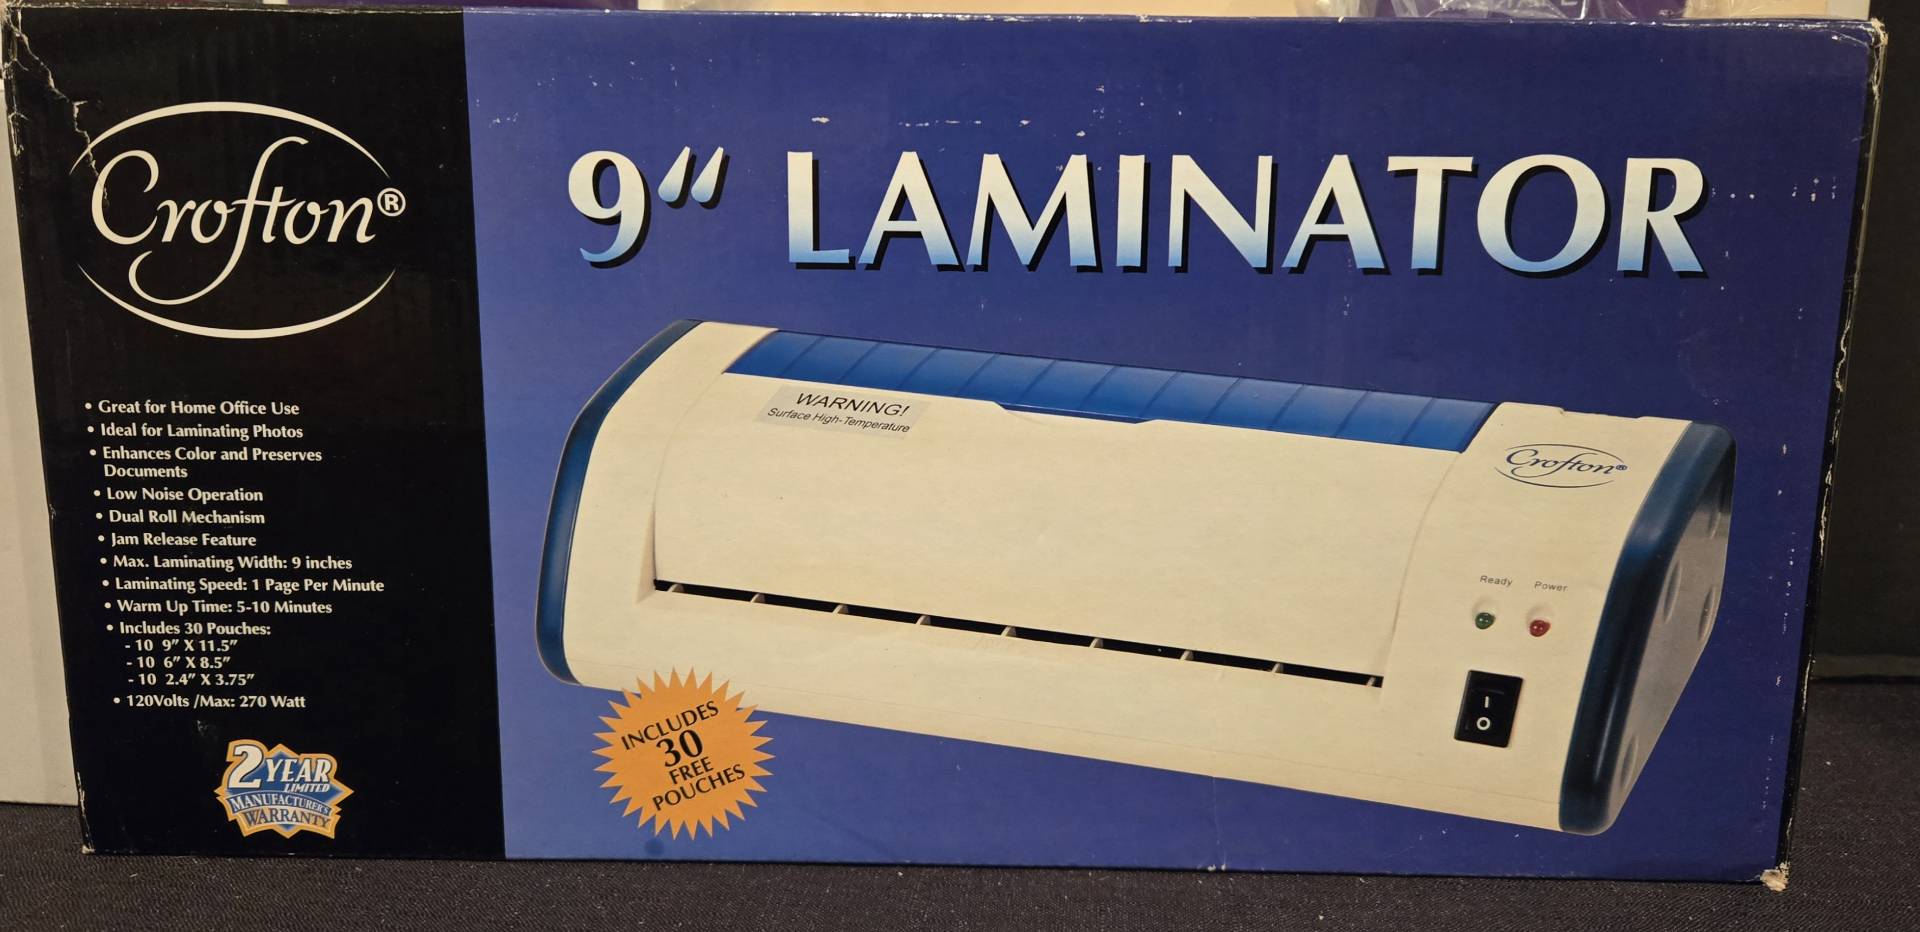 Crofton®
9" LAMINATOR
• Great for Home Office Use
• Ideal for Laminating Photos
• Enhances Color and Preserves
Documents
• Low Noise Operation
• Dual Roll Mechanism
• Jam Release Feature
• Max. Laminating Width: 9 inches
• Laminating Speed: 1 Page Per Minute
• Warm Up Time: 5-10 Minutes
• Includes 30 Pouches:
- 10 9" X 11.5"
- 10 6" X 8.5"
- 10 2.4" X 3.75"
• 120Volts /Max: 270 Watt
2 YEAR
LIMITED
MANUFACTURER'S
WARRANTY
WARNING!
Surface High-Temperature
Crofton®
Ready Power
I
O
INCLUDES
30
FREE
POUCHES